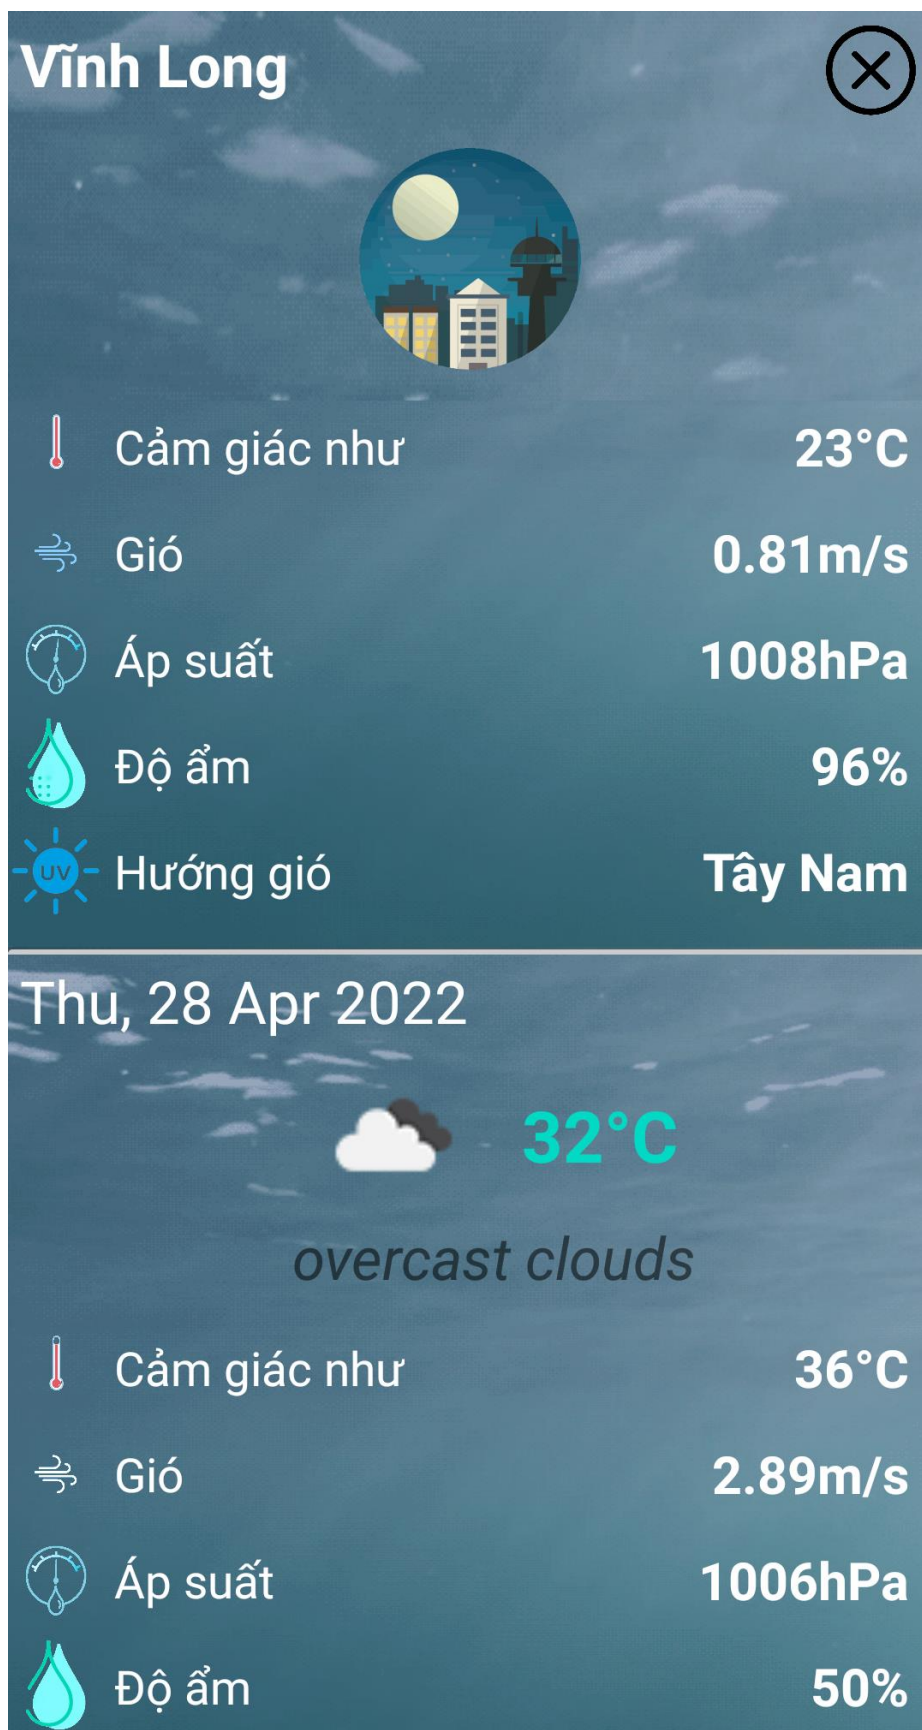 Vĩnh Long
Cảm giác như 23°C
Gió 0.81m/s
Áp suất 1008hPa
Độ ẩm 96%
UV Hướng gió Tây Nam
Thu, 28 Apr 2022
32°C
overcast clouds
Cảm giác như 36°C
Gió 2.89m/s
Áp suất 1006hPa
Độ ẩm 50%